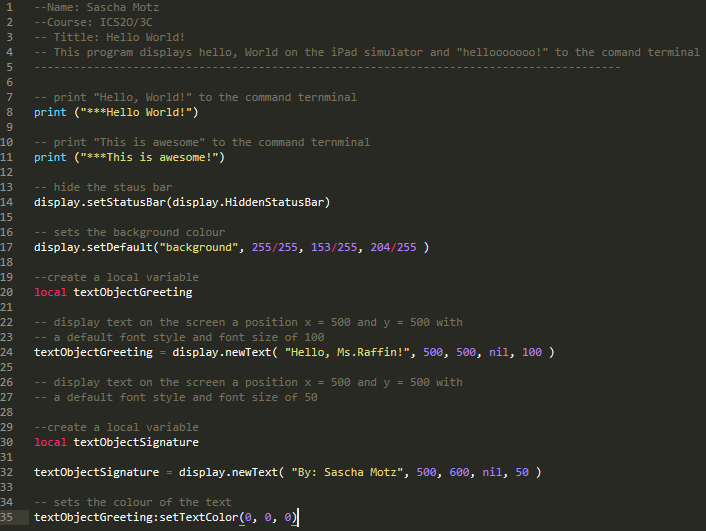 1 --Name: Sascha Motz
2 --Course: ICS2O/3C
3 -- Tittle: Hello World!
4 -- This program displays hello, World on the iPad simulator and "hellooooooo!" to the comand terminal
5 -----------------------------------------------------------------------------------------
6
7 -- print "Hello, World!" to the command ternminal
8 print ("***Hello World!")
9
10 -- print "This is awesome" to the command ternminal
11 print ("***This is awesome!")
12
13 -- hide the staus bar
14 display.setStatusBar(display.HiddenStatusBar)
15
16 -- sets the background colour
17 display.setDefault("background", 255/255, 153/255, 204/255 )
18
19 --create a local variable
20 local textObjectGreeting
21
22 -- display text on the screen a position x = 500 and y = 500 with
23 -- a default font style and font size of 100
24 textObjectGreeting = display.newText( "Hello, Ms.Raffin!", 500, 500, nil, 100 )
25
26 -- display text on the screen a position x = 500 and y = 500 with
27 -- a default font style and font size of 50
28
29 --create a local variable
30 local textObjectSignature
31
32 textObjectSignature = display.newText( "By: Sascha Motz", 500, 600, nil, 50 )
33
34 -- sets the colour of the text
35 textObjectGreeting:setTextColor(0, 0, 0)